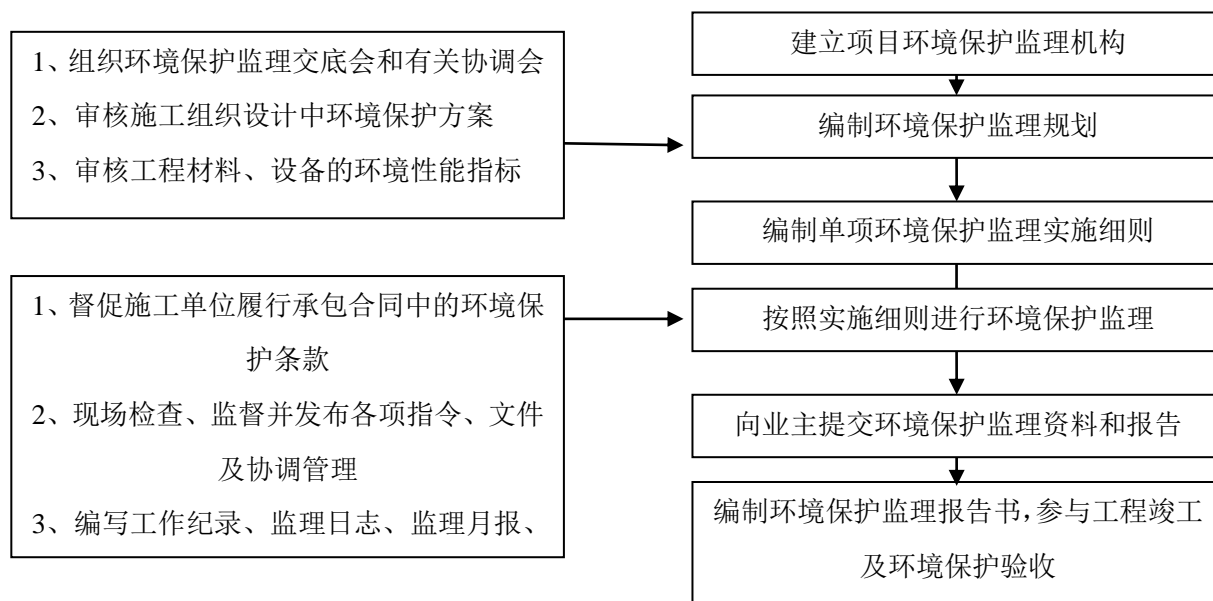 1、组织环境保护监理交底会和有关协调会
2、审核施工组织设计中环境保护方案
3、审核工程材料、设备的环境性能指标
1、督促施工单位履行承包合同中的环境保
护条款
2、现场检查、监督并发布各项指令、文件
及协调管理
3、编写工作纪录、监理日志、监理月报、
建立项目环境保护监理机构
编制环境保护监理规划
编制单项环境保护监理实施细则
按照实施细则进行环境保护监理
向业主提交环境保护监理资料和报告
编制环境保护监理报告书,参与工程竣工
及环境保护验收